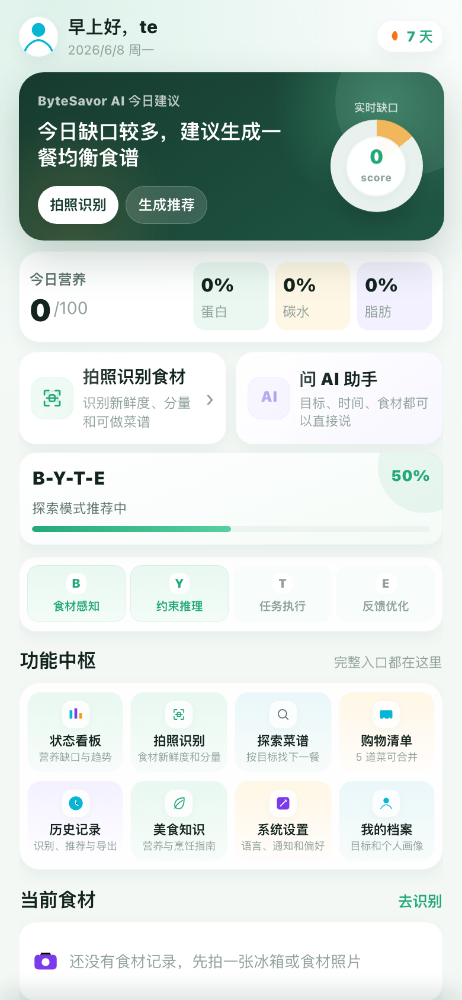 早上好，te
2026/6/8 周一
7 天
ByteSavor AI 今日建议
今日缺口较多，建议生成一
餐均衡食谱
拍照识别
生成推荐
实时缺口
0
score
今日营养
0/100
0%
蛋白
0%
碳水
0%
脂肪
拍照识别食材
识别新鲜度、分量
和可做菜谱
›
AI
问 AI 助手
目标、时间、食材都可
以直接说
B-Y-T-E
50%
探索模式推荐中
B
食材感知
Y
约束推理
T
任务执行
E
反馈优化
功能中枢
完整入口都在这里
状态看板
营养缺口与趋势
拍照识别
食材新鲜度和分量
探索菜谱
按目标找下一餐
购物清单
5 道菜可合并
历史记录
识别、推荐与导出
美食知识
营养与烹饪指南
系统设置
语言、通知和偏好
我的档案
目标和个人画像
当前食材
去识别
还没有食材记录，先拍一张冰箱或食材照片